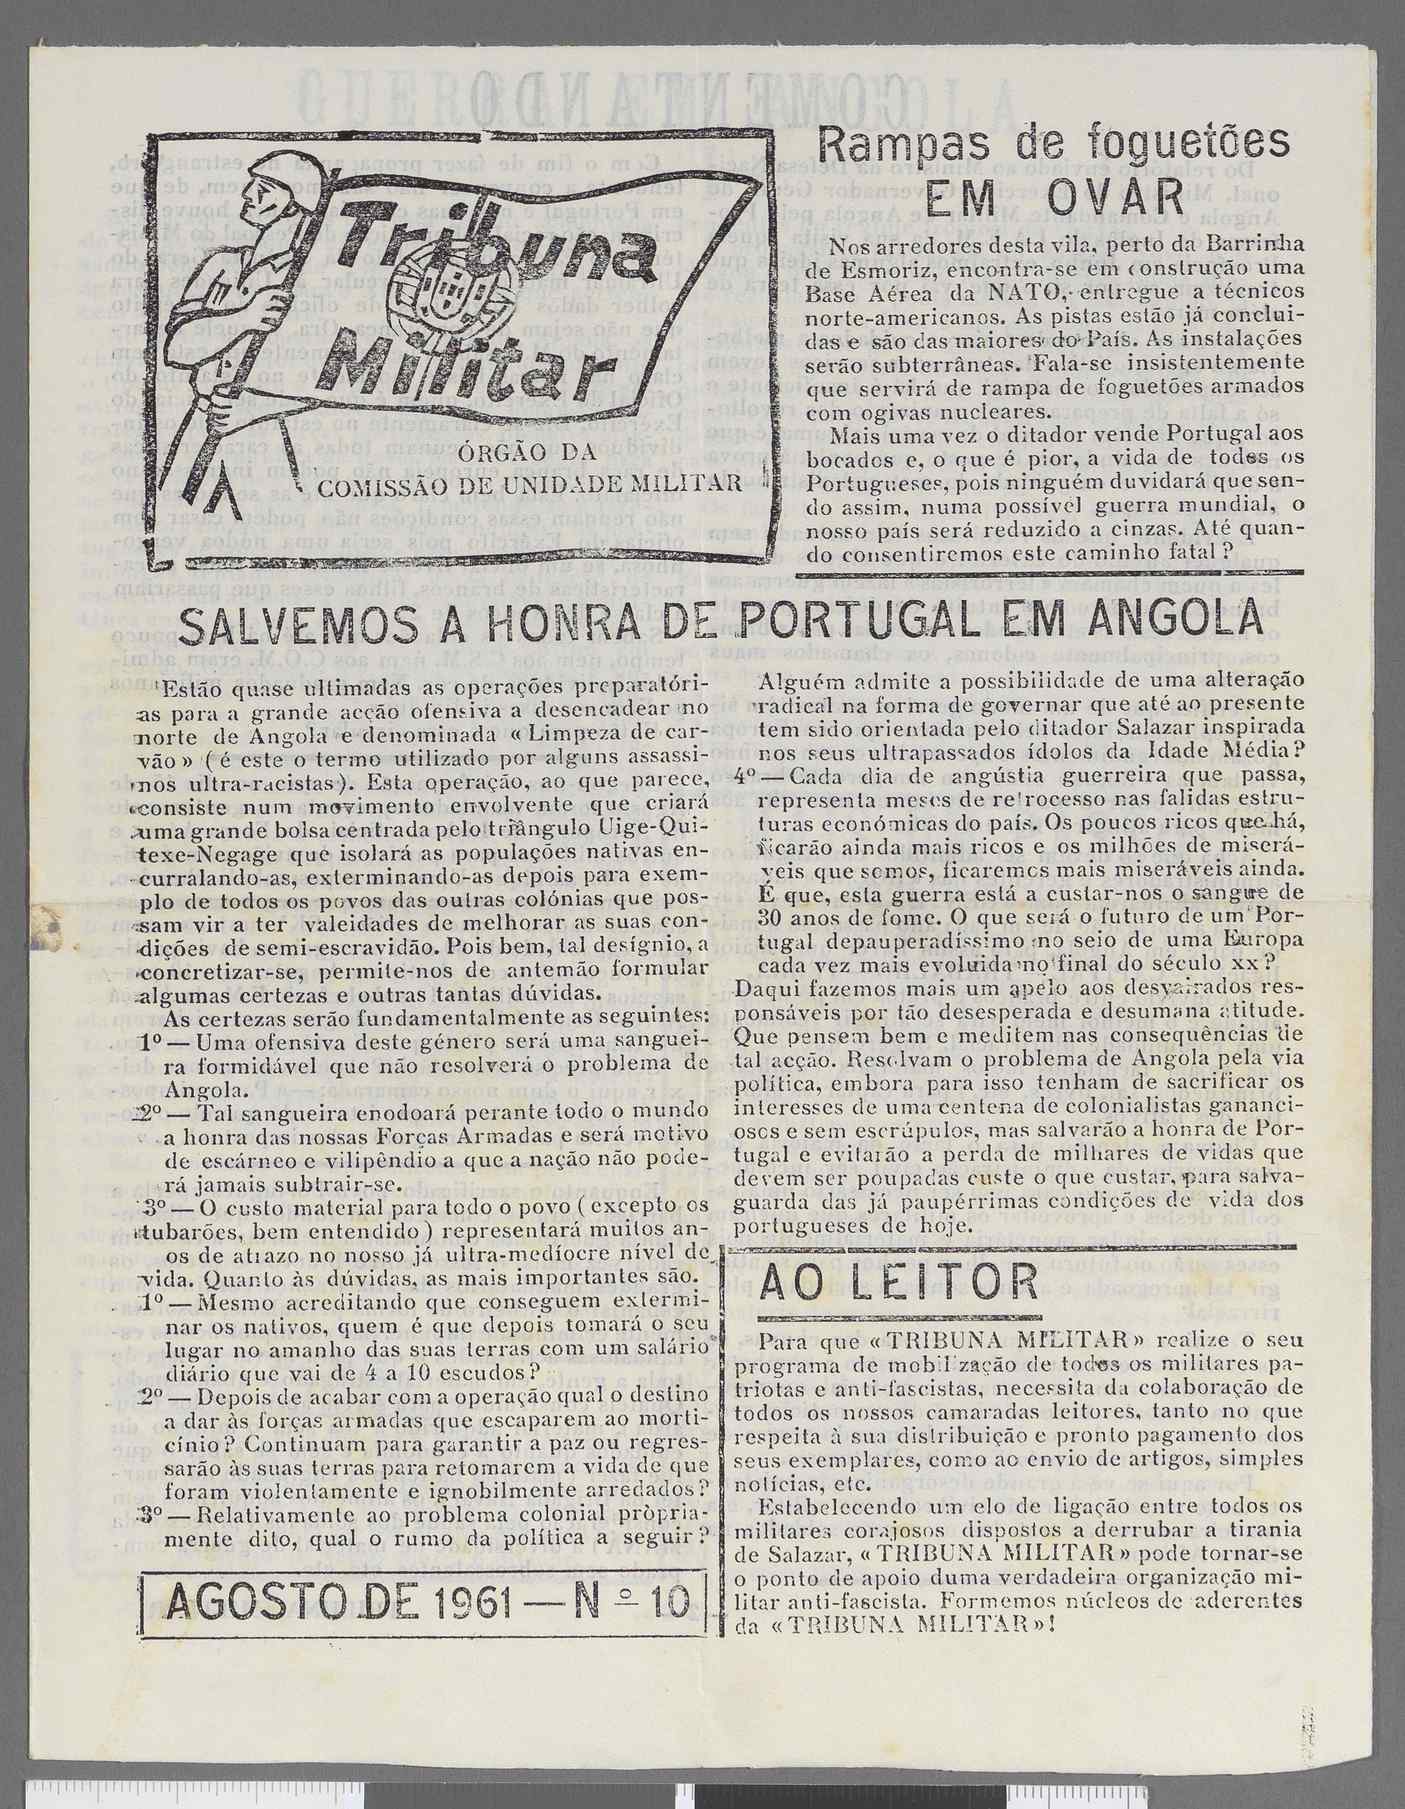 Tribuna
Militar
ÓRGÃO DA
COMISSÃO DE UNIDADE MILITAR
Rampas de foguetões
EM OVAR
Nos arredores desta vila, perto da Barrinha
de Esmoriz, encontra-se em construção uma
Base Aérea da NATO, entregue a técnicos
norte-americanos. As pistas estão já conclui-
das e são das maiores do País. As instalações
serão subterrâneas. Fala-se insistentemente
que servirá de rampa de foguetões armados
com ogivas nucleares.
Mais uma vez o ditador vende Portugal aos
bocados e, o que é pior, a vida de todos os
Portugueses, pois ninguém duvidará que sen-
do assim, numa possível guerra mundial, o
nosso país será reduzido a cinzas. Até quan-
do consentiremos este caminho fatal?
SALVEMOS A HONRA DE PORTUGAL EM ANGOLA
Estão quase ultimadas as operações preparatóri-
as para a grande acção ofensiva a desencadear no
norte de Angola e denominada «Limpeza de car-
vão» (é este o termo utilizado por alguns assassi-
nos ultra-racistas). Esta operação, ao que parece,
consiste num movimento envolvente que criará
uma grande bolsa centrada pelo triângulo Uige-Qui-
texe-Negage que isolará as populações nativas en-
curralando-as, exterminando-as depois para exem-
plo de todos os povos das outras colónias que pos-
sam vir a ter valeidades de melhorar as suas con-
dições de semi-escravidão. Pois bem, tal desígnio, a
concretizar-se, permite-nos de antemão formular
algumas certezas e outras tantas dúvidas.
As certezas serão fundamentalmente as seguintes:
1º — Uma ofensiva deste género será uma sanguei-
ra formidável que não resolverá o problema de
Angola.
2º — Tal sangueira enodoará perante todo o mundo
a honra das nossas Forças Armadas e será motivo
de escárneo e vilipêndio a que a nação não pode-
rá jamais subtrair-se.
3º — O custo material para todo o povo (excepto os
tubarões, bem entendido) representará muitos an-
os de atrazo no nosso já ultra-medíocre nível de
vida. Quanto às dúvidas, as mais importantes são.
1º — Mesmo acreditando que conseguem extermi-
nar os nativos, quem é que depois tomará o seu
lugar no amanho das suas terras com um salário
diário que vai de 4 a 10 escudos?
2º — Depois de acabar com a operação qual o destino
a dar às forças armadas que escaparem ao morti-
cínio? Continuam para garantir a paz ou regres-
sarão às suas terras para retomarem a vida de que
foram violentamente e ignobilmente arredados?
3º — Relativamente ao problema colonial pròpria-
mente dito, qual o rumo da política a seguir?
AGOSTO DE 1961 — Nº 10
Alguém admite a possibilidade de uma alteração
radical na forma de governar que até ao presente
tem sido orientada pelo ditador Salazar inspirada
nos seus ultrapassados ídolos da Idade Média?
4º — Cada dia de angústia guerreira que passa,
representa meses de retrocesso nas falidas estru-
turas económicas do país. Os poucos ricos que há,
ficarão ainda mais ricos e os milhões de miserá-
veis que somos, ficaremos mais miseráveis ainda.
É que, esta guerra está a custar-nos o sangue de
30 anos de fome. O que será o futuro de um Por-
tugal depauperadíssimo no seio de uma Europa
cada vez mais evoluida no final do século xx?
Daqui fazemos mais um apelo aos desvairados res-
ponsáveis por tão desesperada e desumana atitude.
Que pensem bem e meditem nas consequências de
tal acção. Resolvam o problema de Angola pela via
política, embora para isso tenham de sacrificar os
interesses de uma centena de colonialistas gananci-
osos e sem escrúpulos, mas salvarão a honra de Por-
tugal e evitarão a perda de milhares de vidas que
devem ser poupadas custe o que custar, para salva-
guarda das já paupérrimas condições de vida dos
portugueses de hoje.
AO LEITOR
Para que «TRIBUNA MILITAR» realize o seu
programa de mobilização de todos os militares pa-
triotas e anti-fascistas, necessita da colaboração de
todos os nossos camaradas leitores, tanto no que
respeita à sua distribuição e pronto pagamento dos
seus exemplares, como ao envio de artigos, simples
notícias, etc.
Estabelecendo um elo de ligação entre todos os
militares corajosos dispostos a derrubar a tirania
de Salazar, «TRIBUNA MILITAR» pode tornar-se
o ponto de apoio duma verdadeira organização mi-
litar anti-fascista. Formemos núcleos de aderentes
da «TRIBUNA MILITAR»!